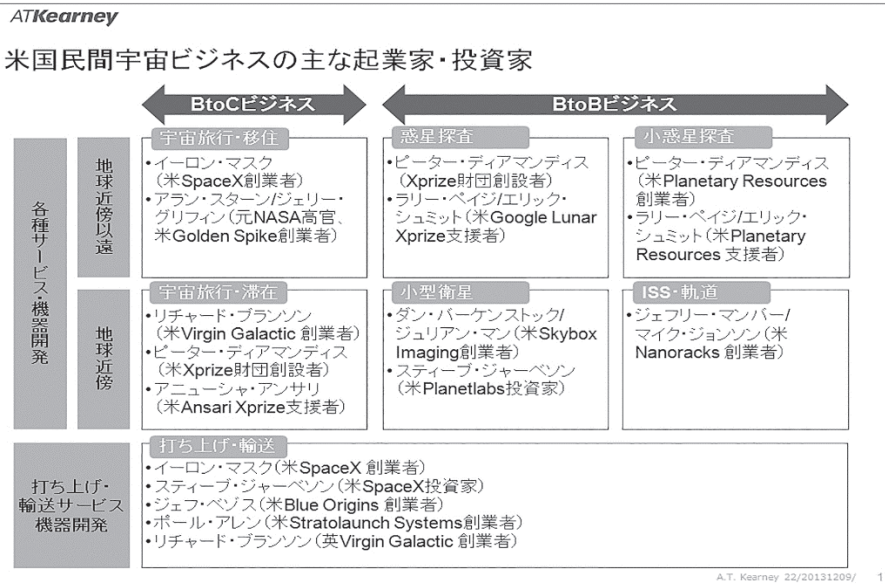 ATKearney
米国民間宇宙ビジネスの主な起業家・投資家
BtoCビジネス
BtoBビジネス
各種サービス・機器開発
地球近傍以遠
宇宙旅行・移住
•イーロン・マスク
（米SpaceX創業者）
•アラン・スターン/ジェリー・
グリフィン（元NASA高官、
米Golden Spike創業者）
惑星探査
•ピーター・ディアマンディス
（Xprize財団創設者）
•ラリー・ペイジ/エリック・
シュミット（米Google Lunar
Xprize支援者）
小惑星探査
•ピーター・ディアマンディス
（米Planetary Resources
創業者）
•ラリー・ペイジ/エリック・
シュミット（米Planetary
Resources 支援者）
地球近傍
宇宙旅行・滞在
•リチャード・ブランソン
（米Virgin Galactic 創業者）
•ピーター・ディアマンディス
（米Xprize財団創設者）
•アニューシャ・アンサリ
（米Ansari Xprize支援者）
小型衛星
•ダン・バーケンストック/
ジュリアン・マン（米Skybox
Imaging創業者）
•スティーブ・ジャーベソン
（米Planetlabs投資家）
ISS・軌道
•ジェフリー・マンバー/
マイク・ジョンソン（米
Nanoracks 創業者）
打ち上げ・
輸送サービス
機器開発
打ち上げ・輸送
•イーロン・マスク（米SpaceX 創業者）
•スティーブ・ジャーベソン（米SpaceX投資家）
•ジェフ・ベゾス（米Blue Origins 創業者）
•ポール・アレン（米Stratolaunch Systems創業者）
•リチャード・ブランソン（英Virgin Galactic 創業者）
A.T. Kearney 22/20131209/ 1